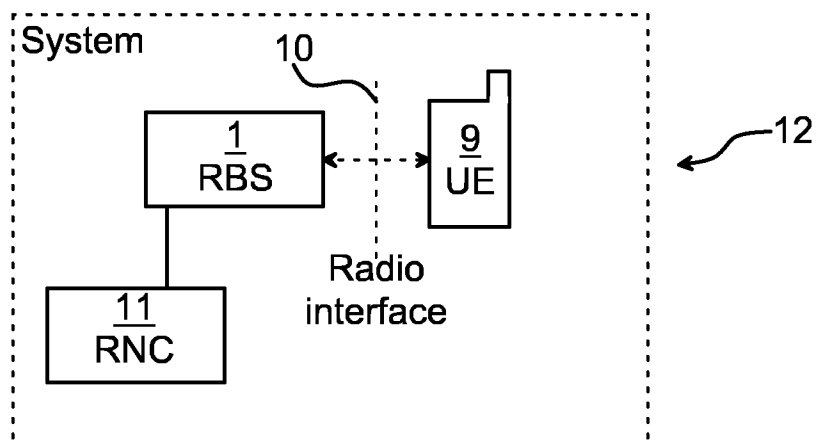 System
10
1
RBS
9
UE
12
Radio
interface
11
RNC